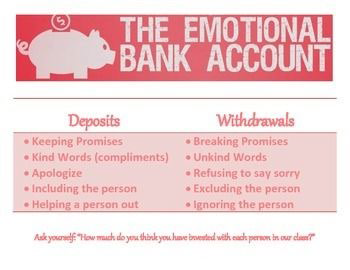 THE EMOTIONAL
BANK ACCOUNT
Deposits
Withdrawals
• Keeping Promises
• Breaking Promises
• Kind Words (compliments)
• Unkind Words
• Apologize
• Refusing to say sorry
• Including the person
• Excluding the person
• Helping a person out
• Ignoring the person
Ask yourself: "How much do you think you have invested with each person in our class?"